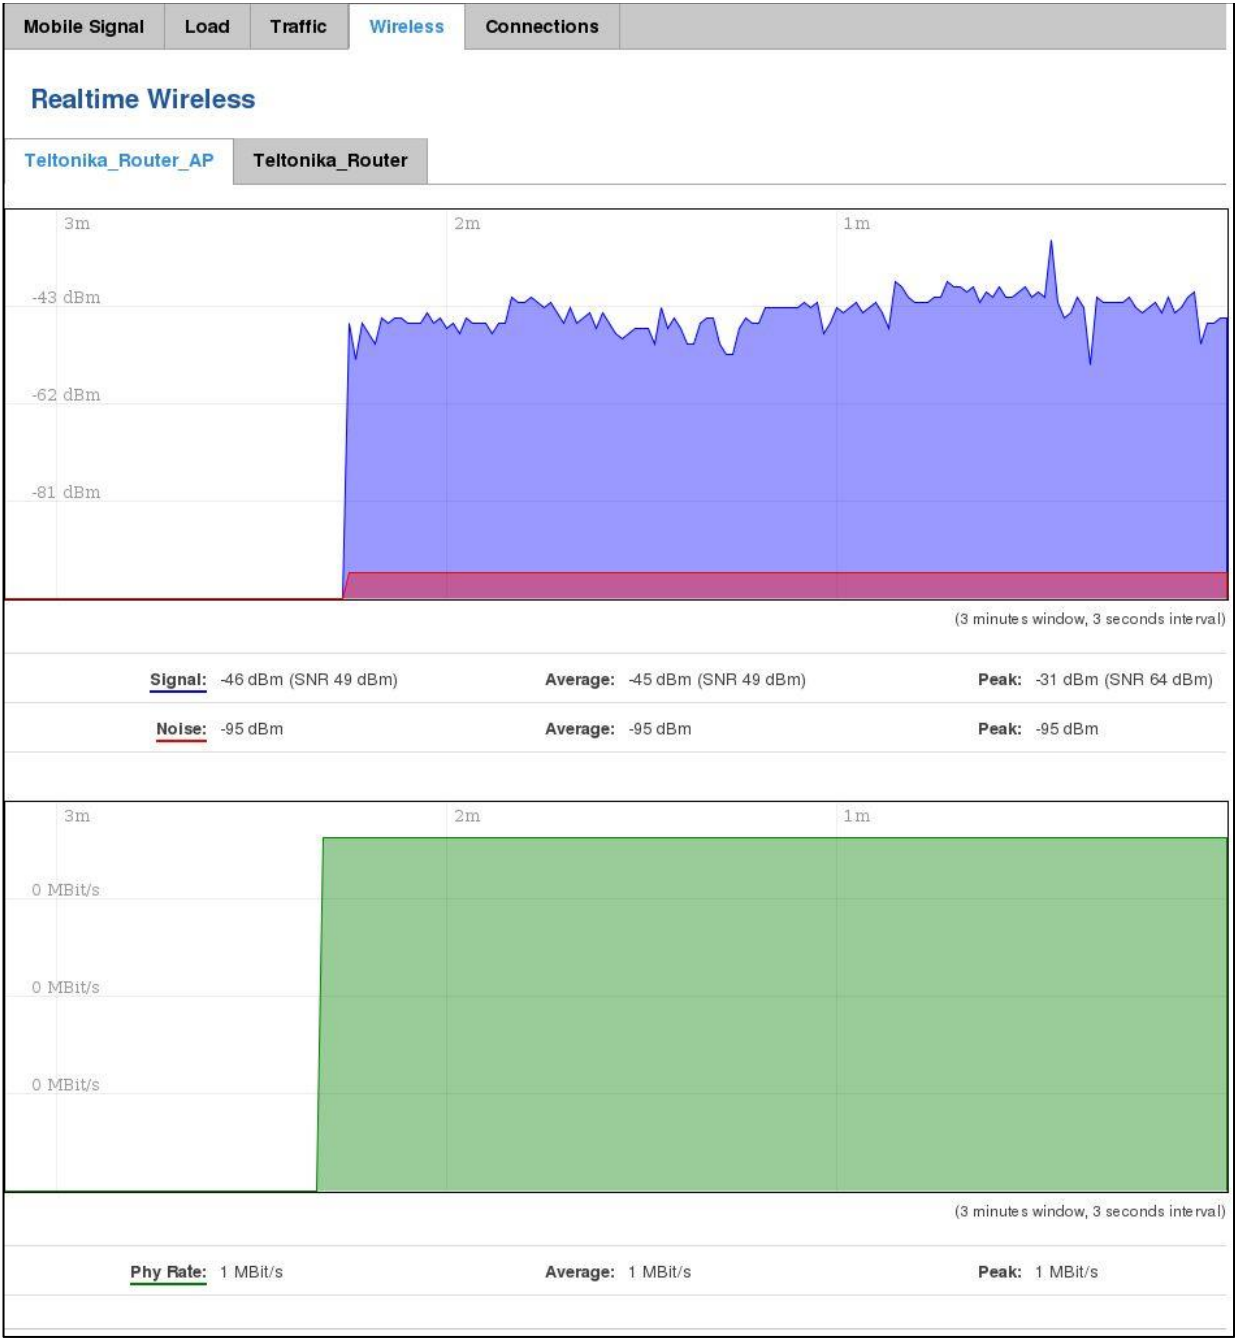 Mobile Signal Load Traffic Wireless Connections
Realtime Wireless
Teltonika_Router_AP Teltonika_Router
3m 2m 1m
-43 dBm
-62 dBm
-81 dBm
(3 minutes window, 3 seconds interval)
Signal: -46 dBm (SNR 49 dBm) Average: -45 dBm (SNR 49 dBm) Peak: -31 dBm (SNR 64 dBm)
Noise: -95 dBm Average: -95 dBm Peak: -95 dBm
3m 2m 1m
0 MBit/s
0 MBit/s
0 MBit/s
(3 minutes window, 3 seconds interval)
Phy Rate: 1 MBit/s Average: 1 MBit/s Peak: 1 MBit/s